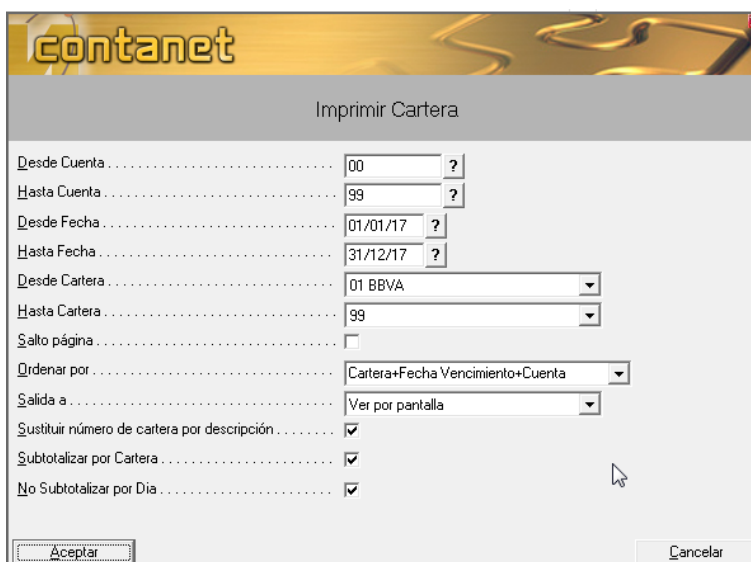 contanet
Imprimir Cartera
Desde Cuenta . . . . . . . . . . . . . . . . . . . . . . . . . . . . . . 00 ?
Hasta Cuenta . . . . . . . . . . . . . . . . . . . . . . . . . . . . . . 99 ?
Desde Fecha . . . . . . . . . . . . . . . . . . . . . . . . . . . . . . 01/01/17 ?
Hasta Fecha . . . . . . . . . . . . . . . . . . . . . . . . . . . . . . 31/12/17 ?
Desde Cartera . . . . . . . . . . . . . . . . . . . . . . . . . . . . . . 01 BBVA
Hasta Cartera . . . . . . . . . . . . . . . . . . . . . . . . . . . . . . 99
Salto página . . . . . . . . . . . . . . . . . . . . . . . . . . . . . .
Ordenar por . . . . . . . . . . . . . . . . . . . . . . . . . . . . . . Cartera+Fecha Vencimiento+Cuenta
Salida a . . . . . . . . . . . . . . . . . . . . . . . . . . . . . . Ver por pantalla
Sustituir número de cartera por descripción . . . . . . . .
Subtotalizar por Cartera . . . . . . . . . . . . . . . . . . . . . . . .
No Subtotalizar por Dia . . . . . . . . . . . . . . . . . . . . . . . .
Aceptar Cancelar